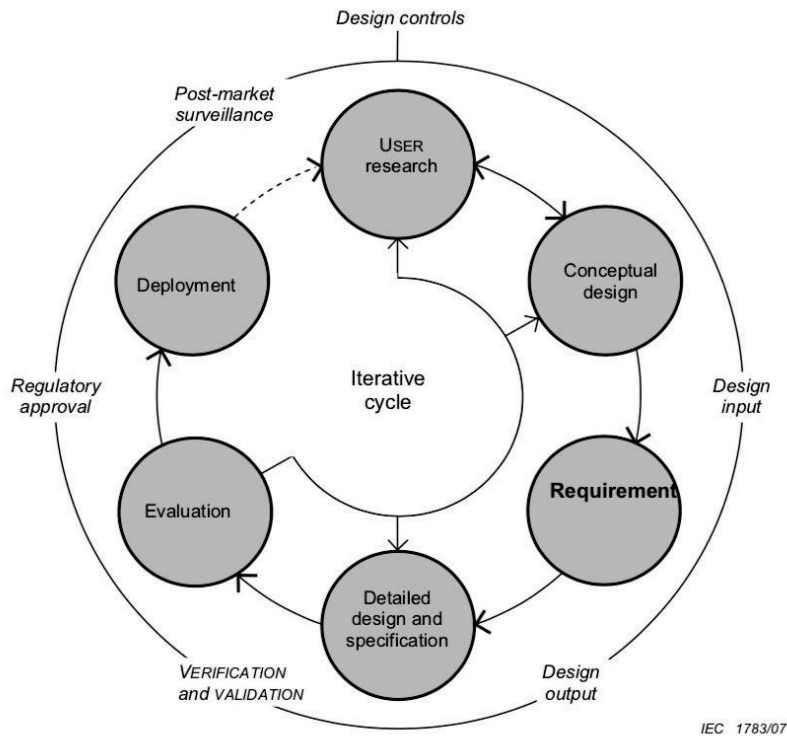 Design controls
Post-market
surveillance
USER
research
Conceptual
design
Deployment
Iterative
cycle
Regulatory
approval
Design
input
Requirement
Evaluation
Detailed
design and
specification
VERIFICATION
and VALIDATION
Design
output
IEC 1783/07